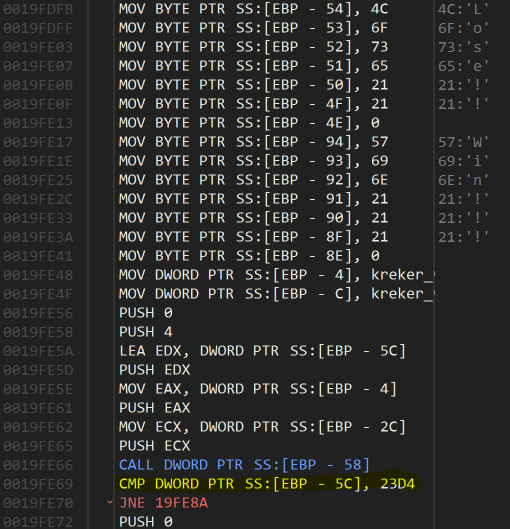 0019FDFB MOV BYTE PTR SS:[EBP - 54], 4C 4C:'L'
0019FDFF MOV BYTE PTR SS:[EBP - 53], 6F 6F:'o'
0019FE03 MOV BYTE PTR SS:[EBP - 52], 73 73:'s'
0019FE07 MOV BYTE PTR SS:[EBP - 51], 65 65:'e'
0019FE0B MOV BYTE PTR SS:[EBP - 50], 21 21:'!'
0019FE0F MOV BYTE PTR SS:[EBP - 4F], 21 21:'!'
0019FE13 MOV BYTE PTR SS:[EBP - 4E], 0
0019FE17 MOV BYTE PTR SS:[EBP - 94], 57 57:'W'
0019FE1E MOV BYTE PTR SS:[EBP - 93], 69 69:'i'
0019FE25 MOV BYTE PTR SS:[EBP - 92], 6E 6E:'n'
0019FE2C MOV BYTE PTR SS:[EBP - 91], 21 21:'!'
0019FE33 MOV BYTE PTR SS:[EBP - 90], 21 21:'!'
0019FE3A MOV BYTE PTR SS:[EBP - 8F], 21 21:'!'
0019FE41 MOV BYTE PTR SS:[EBP - 8E], 0
0019FE48 MOV DWORD PTR SS:[EBP - 4], kreker_
0019FE4F MOV DWORD PTR SS:[EBP - C], kreker_
0019FE56 PUSH 0
0019FE58 PUSH 4
0019FE5A LEA EDX, DWORD PTR SS:[EBP - 5C]
0019FE5D PUSH EDX
0019FE5E MOV EAX, DWORD PTR SS:[EBP - 4]
0019FE61 PUSH EAX
0019FE62 MOV ECX, DWORD PTR SS:[EBP - 2C]
0019FE65 PUSH ECX
0019FE66 CALL DWORD PTR SS:[EBP - 58]
0019FE69 CMP DWORD PTR SS:[EBP - 5C], 23D4
0019FE70 JNE 19FE8A
0019FE72 PUSH 0